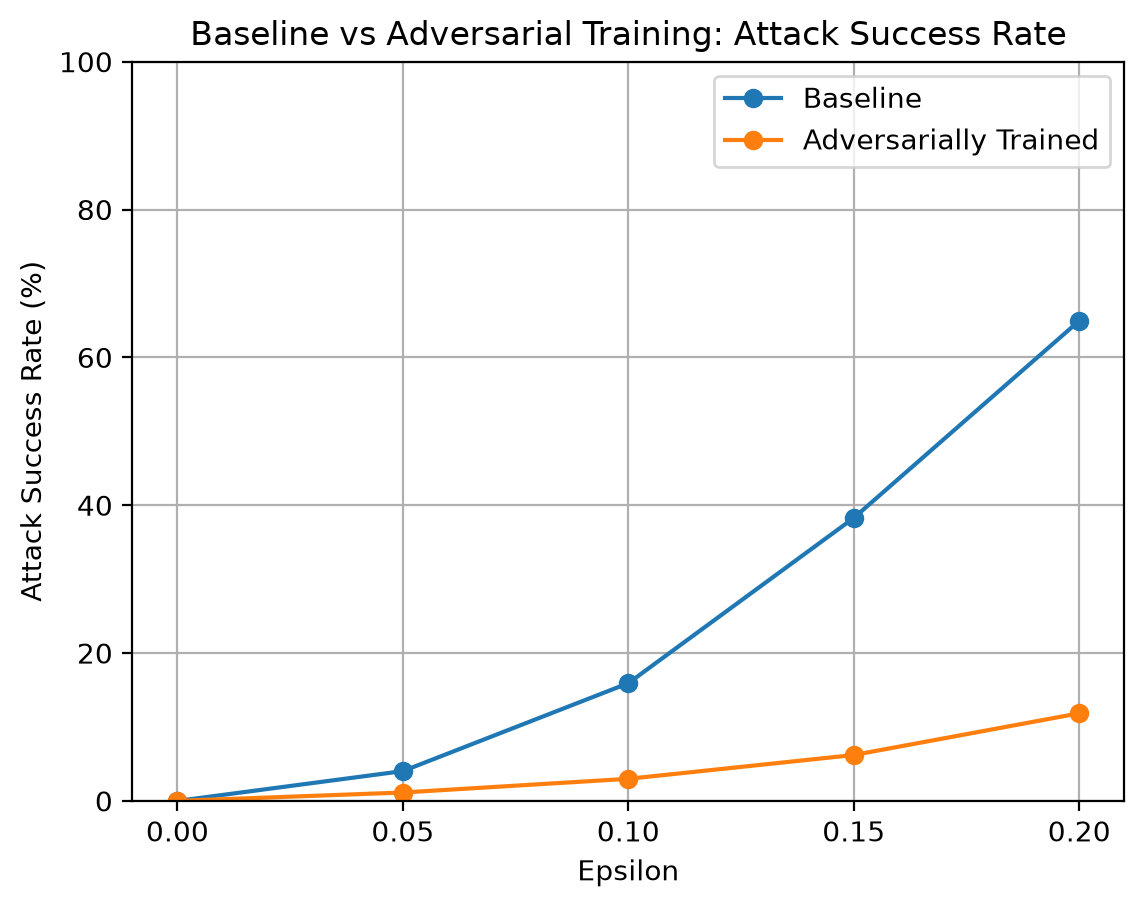 Baseline vs Adversarial Training: Attack Success Rate
Baseline
Adversarially Trained
Attack Success Rate (%)
100
80
60
40
20
0
0.00 0.05 0.10 0.15 0.20
Epsilon